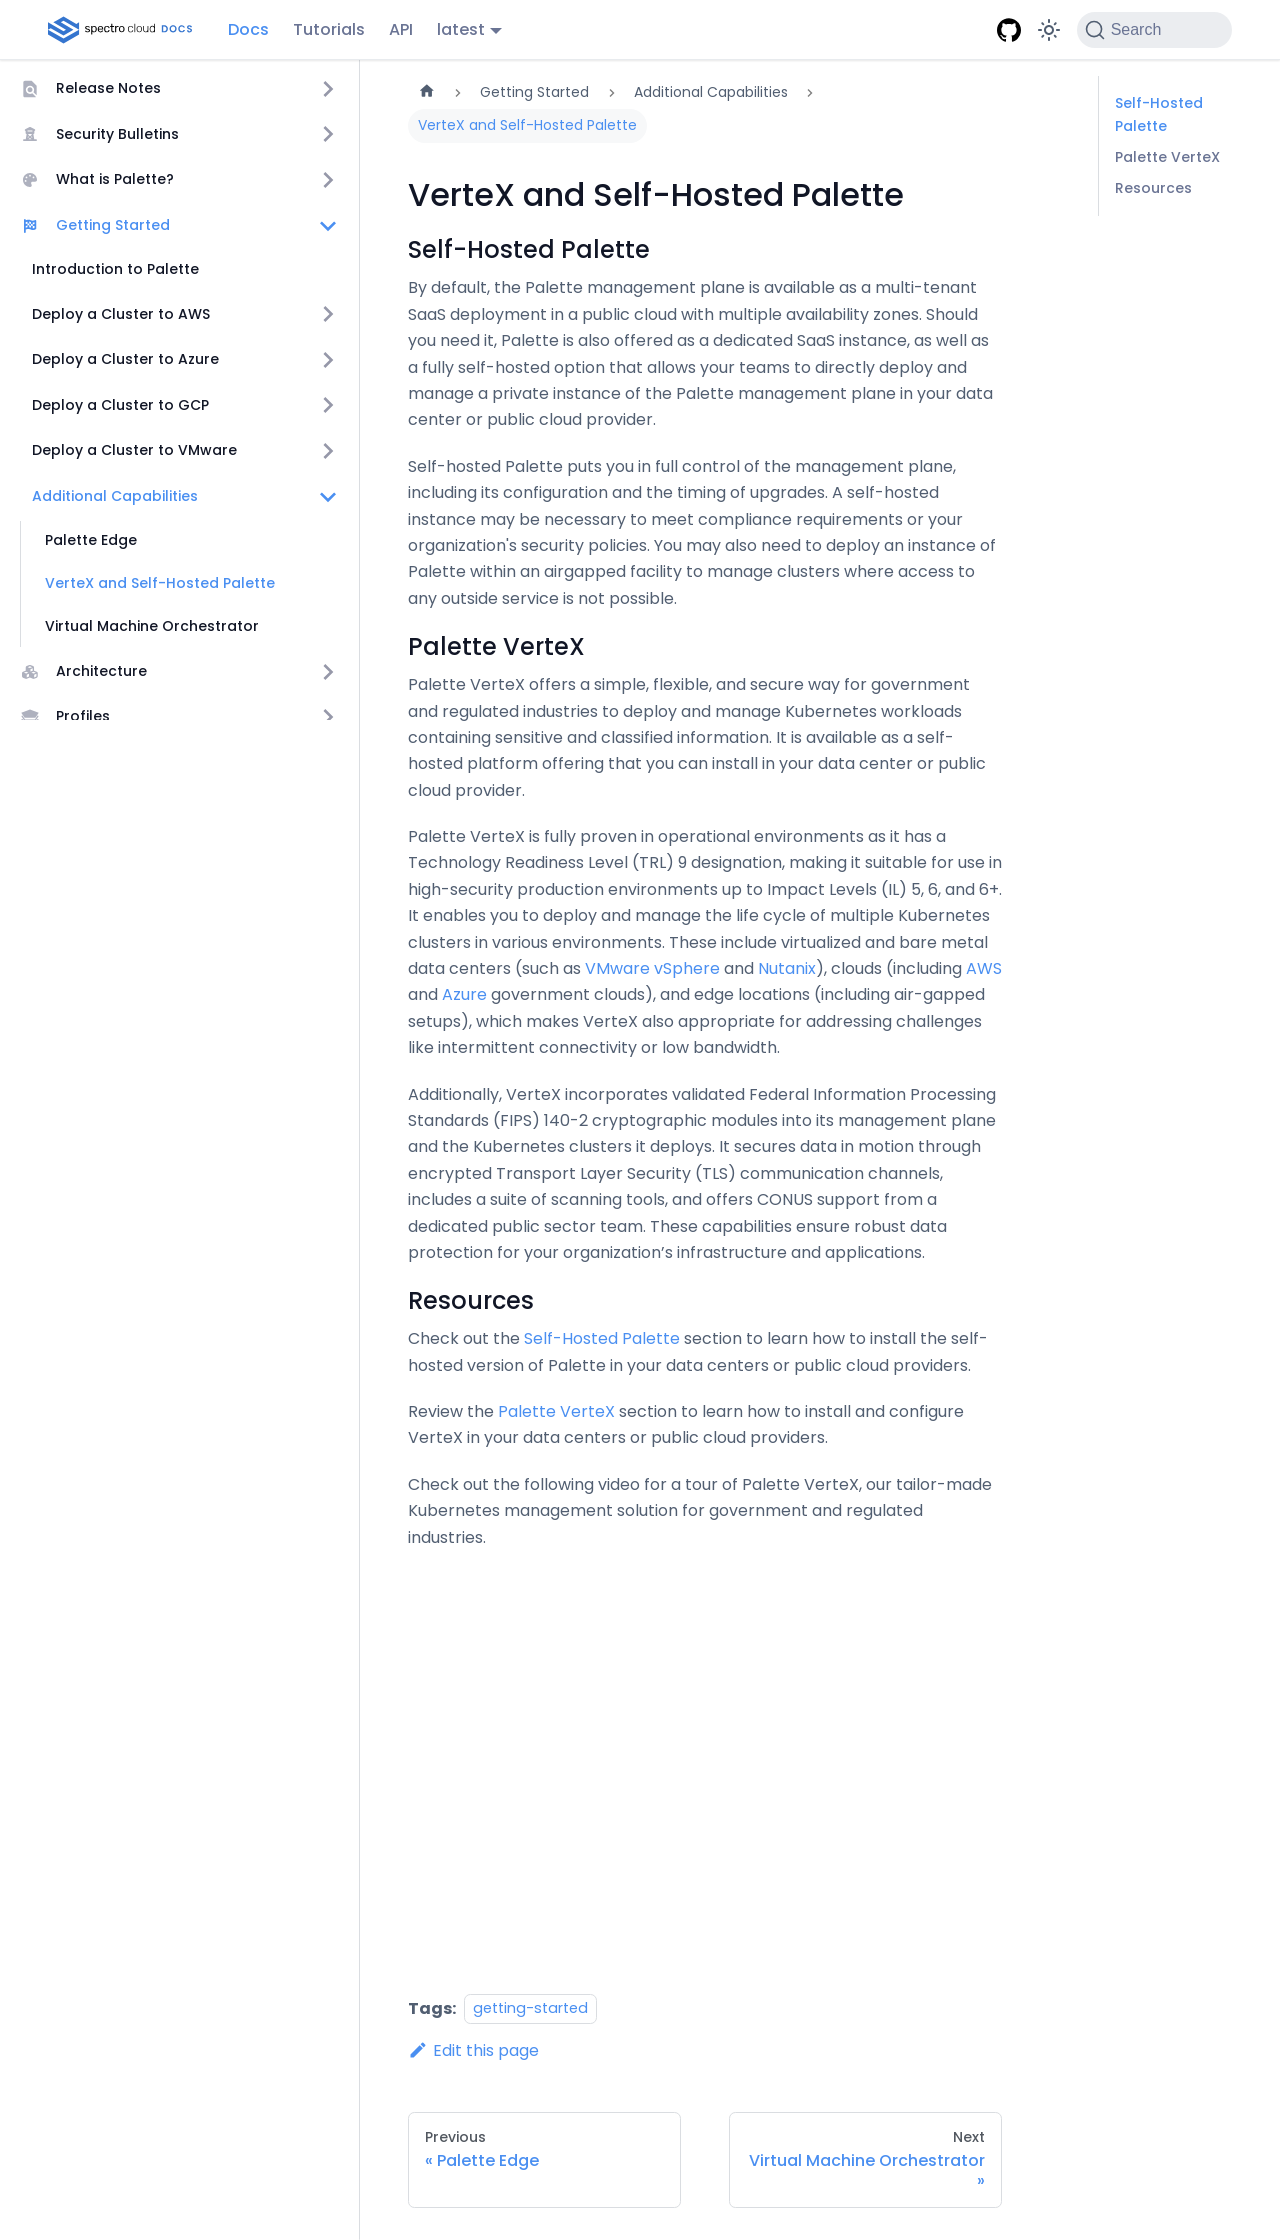 spectro cloud DOCS
Docs
Tutorials
API
latest
Search
Release Notes
Security Bulletins
What is Palette?
Getting Started
Introduction to Palette
Deploy a Cluster to AWS
Deploy a Cluster to Azure
Deploy a Cluster to GCP
Deploy a Cluster to VMware
Additional Capabilities
Palette Edge
VerteX and Self-Hosted Palette
Virtual Machine Orchestrator
Architecture
Profiles
Getting Started
Additional Capabilities
VerteX and Self-Hosted Palette
VerteX and Self-Hosted Palette
Self-Hosted Palette
By default, the Palette management plane is available as a multi-tenant
SaaS deployment in a public cloud with multiple availability zones. Should
you need it, Palette is also offered as a dedicated SaaS instance, as well as
a fully self-hosted option that allows your teams to directly deploy and
manage a private instance of the Palette management plane in your data
center or public cloud provider.
Self-hosted Palette puts you in full control of the management plane,
including its configuration and the timing of upgrades. A self-hosted
instance may be necessary to meet compliance requirements or your
organization's security policies. You may also need to deploy an instance of
Palette within an airgapped facility to manage clusters where access to
any outside service is not possible.
Palette VerteX
Palette VerteX offers a simple, flexible, and secure way for government
and regulated industries to deploy and manage Kubernetes workloads
containing sensitive and classified information. It is available as a self-
hosted platform offering that you can install in your data center or public
cloud provider.
Palette VerteX is fully proven in operational environments as it has a
Technology Readiness Level (TRL) 9 designation, making it suitable for use in
high-security production environments up to Impact Levels (IL) 5, 6, and 6+.
It enables you to deploy and manage the life cycle of multiple Kubernetes
clusters in various environments. These include virtualized and bare metal
data centers (such as VMware vSphere and Nutanix), clouds (including AWS
and Azure government clouds), and edge locations (including air-gapped
setups), which makes VerteX also appropriate for addressing challenges
like intermittent connectivity or low bandwidth.
Additionally, VerteX incorporates validated Federal Information Processing
Standards (FIPS) 140-2 cryptographic modules into its management plane
and the Kubernetes clusters it deploys. It secures data in motion through
encrypted Transport Layer Security (TLS) communication channels,
includes a suite of scanning tools, and offers CONUS support from a
dedicated public sector team. These capabilities ensure robust data
protection for your organization’s infrastructure and applications.
Resources
Check out the Self-Hosted Palette section to learn how to install the self-
hosted version of Palette in your data centers or public cloud providers.
Review the Palette VerteX section to learn how to install and configure
VerteX in your data centers or public cloud providers.
Check out the following video for a tour of Palette VerteX, our tailor-made
Kubernetes management solution for government and regulated
industries.
Tags: getting-started
Edit this page
Previous
« Palette Edge
Next
Virtual Machine Orchestrator
»
Self-Hosted
Palette
Palette VerteX
Resources